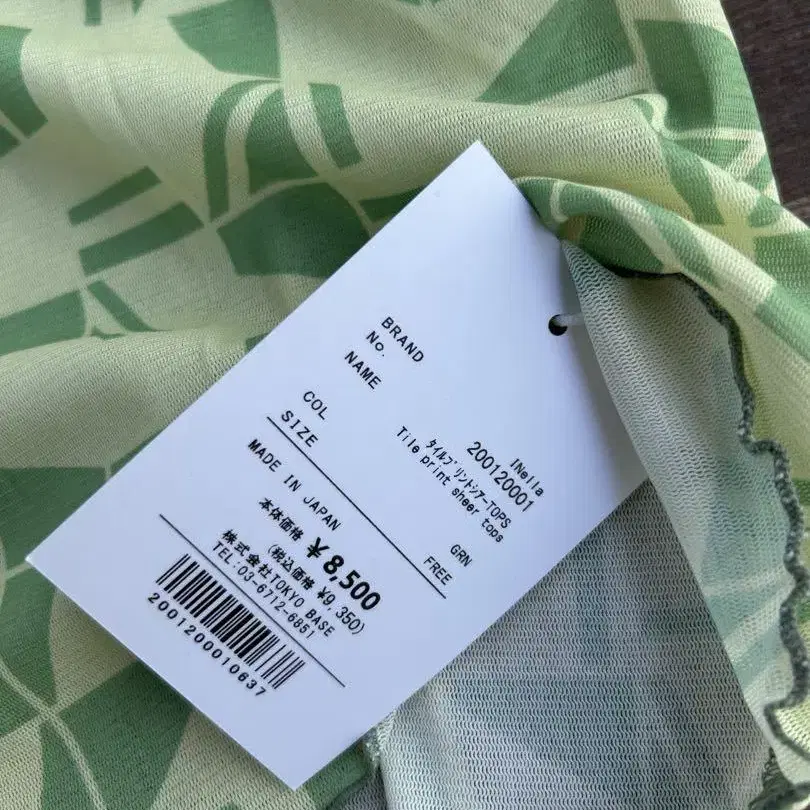 BRAND INella
No. 200120001
NAME ﾀｲﾙﾌﾟﾘﾝﾄｼｱｰTOPS
Tile print sheer tops
COL GRN
SIZE FREE
MADE IN JAPAN
本体価格 ¥8,500
(税込価格 ¥9,350)
株式会社TOKYO BASE
TEL:03-6712-6851
2001200010637